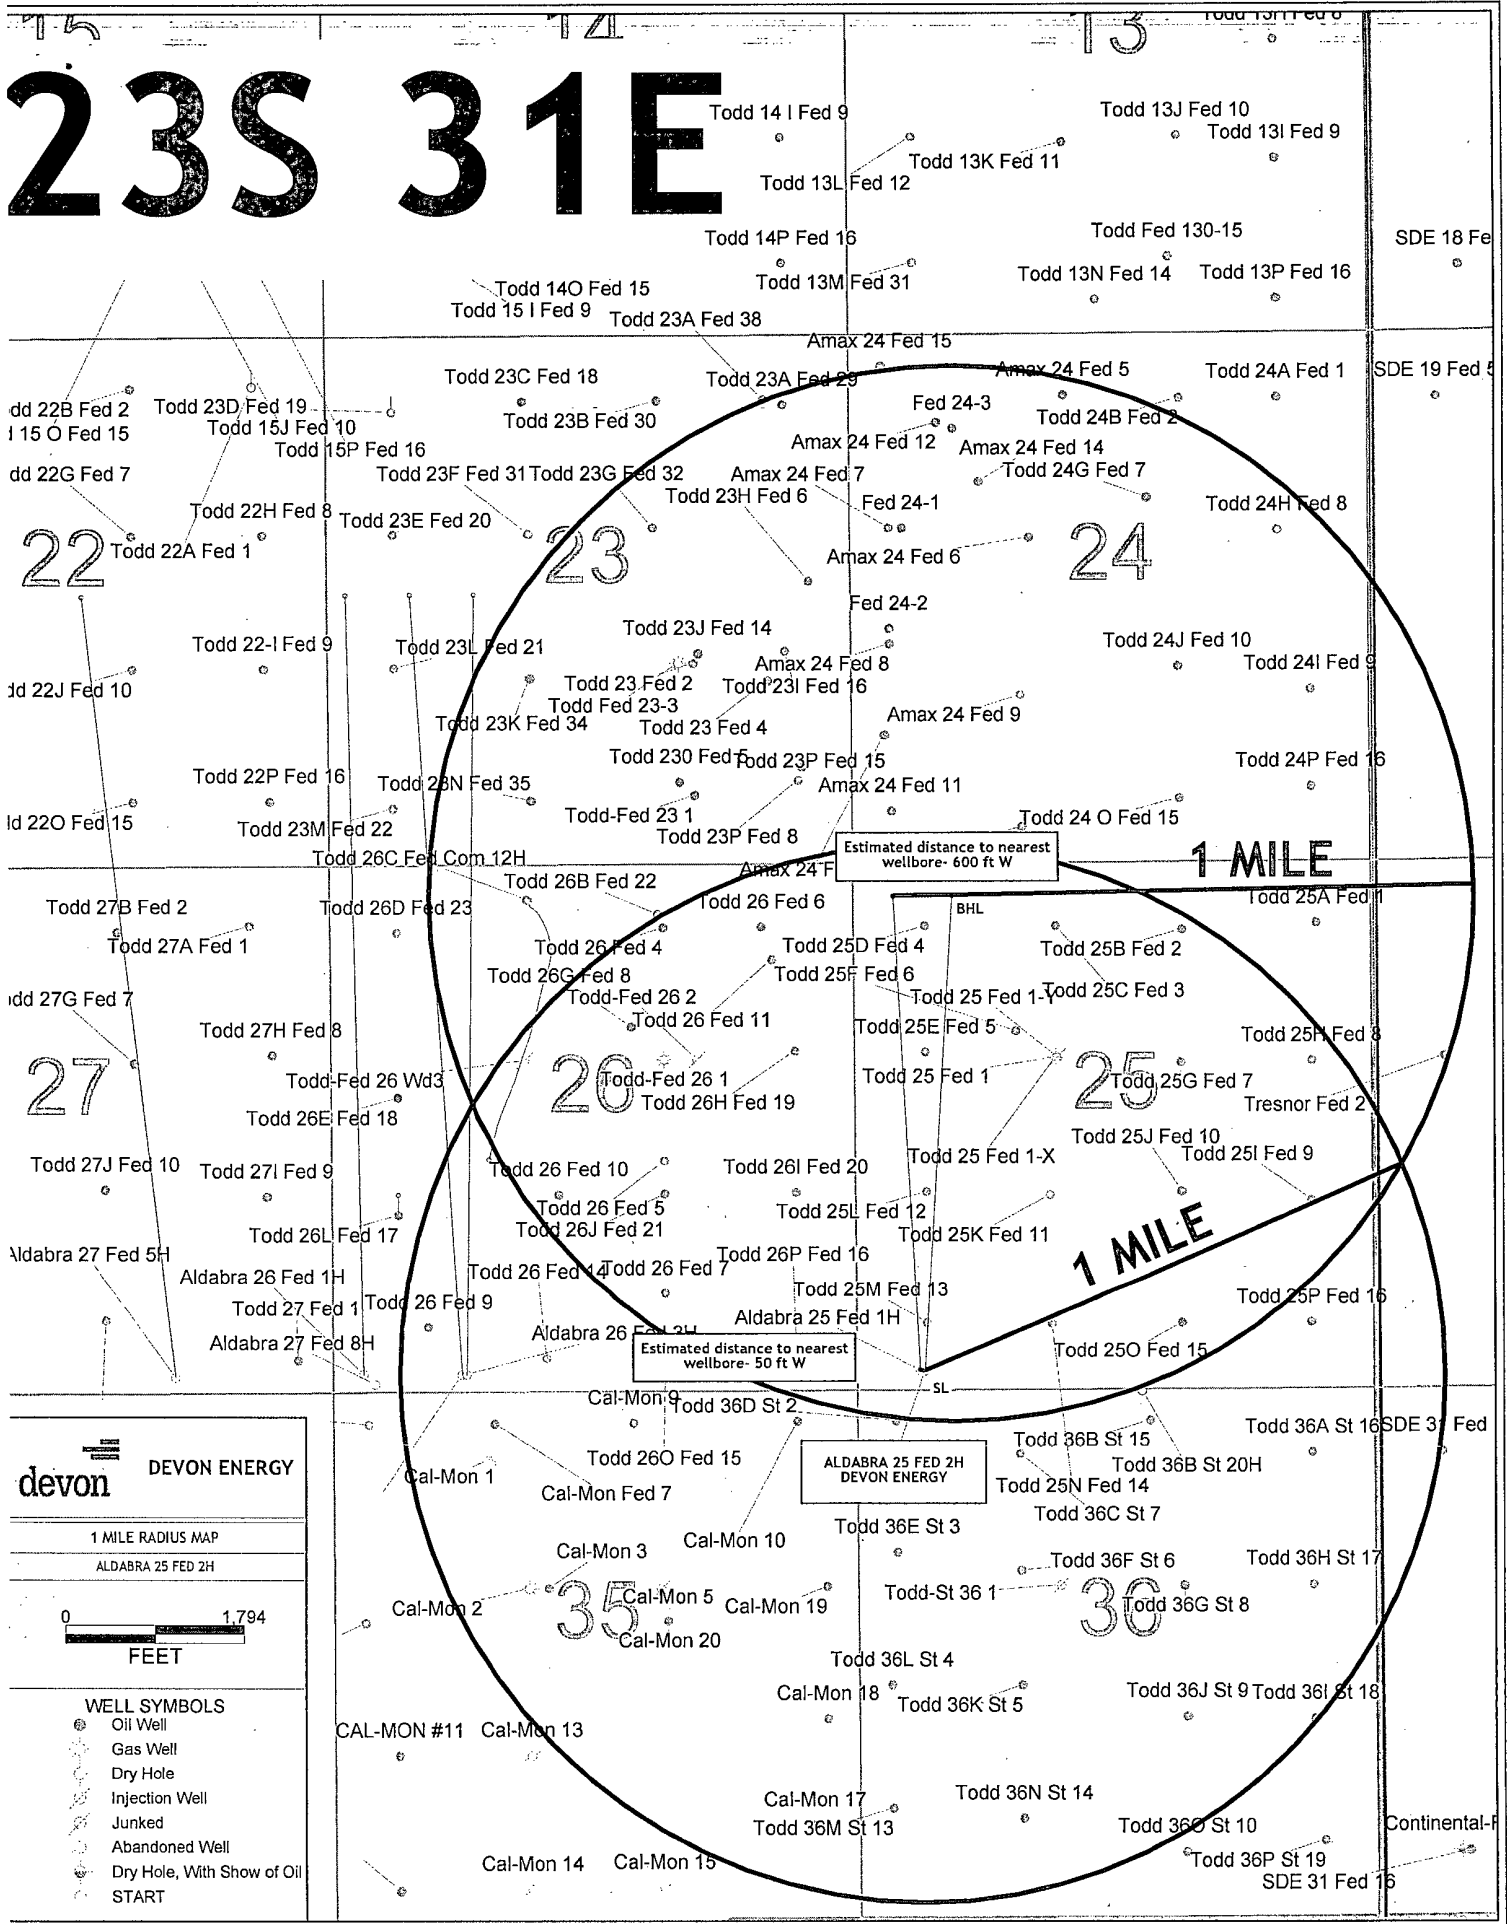 15
14
13
23S 31E
Todd 14 I Fed 9
Todd 13J Fed 10
Todd 13I Fed 9
Todd 13K Fed 11
Todd 13L Fed 12
Todd 14P Fed 16
Todd Fed 130-15
SDE 18 Fe
Todd 13M Fed 31
Todd 13N Fed 14
Todd 13P Fed 16
Todd 14O Fed 15
Todd 15 I Fed 9
Todd 23A Fed 38
Amax 24 Fed 15
Todd 23C Fed 18
Todd 23A Fed 29
Amax 24 Fed 5
Todd 24A Fed 1
SDE 19 Fed 5
dd 22B Fed 2
Todd 23D Fed 19
Todd 23B Fed 30
Fed 24-3
Todd 24B Fed 2
15 O Fed 15
Todd 15J Fed 10
Todd 15P Fed 16
Amax 24 Fed 12
Amax 24 Fed 14
dd 22G Fed 7
Todd 23F Fed 31
Todd 23G Fed 32
Amax 24 Fed 7
Todd 24G Fed 7
Todd 23H Fed 6
Todd 22H Fed 8
Todd 23E Fed 20
Fed 24-1
Todd 24H Fed 8
22
Todd 22A Fed 1
23
Amax 24 Fed 6
24
Fed 24-2
Todd 22-I Fed 9
Todd 23L Fed 21
Todd 23J Fed 14
Todd 24J Fed 10
Amax 24 Fed 8
Todd 24I Fed 9
dd 22J Fed 10
Todd 23 Fed 2
Todd 23I Fed 16
Todd Fed 23-3
Todd 23K Fed 34
Todd 23 Fed 4
Amax 24 Fed 9
Todd 230 Fed 5
Todd 23P Fed 15
Todd 24P Fed 16
Todd 22P Fed 16
Todd 23N Fed 35
Amax 24 Fed 11
ld 22O Fed 15
Todd 23M Fed 22
Todd-Fed 23 1
Todd 23P Fed 8
Todd 24 O Fed 15
Estimated distance to nearest
wellbore- 600 ft W
1 MILE
Todd 26C Fed Com 12H
Amax 24 F
Todd 26B Fed 22
Todd 27B Fed 2
Todd 26D Fed 23
Todd 26 Fed 6
BHL
Todd 25A Fed 1
Todd 27A Fed 1
Todd 26 Fed 4
Todd 25D Fed 4
Todd 25B Fed 2
Todd 26G Fed 8
Todd 25F Fed 6
dd 27G Fed 7
Todd-Fed 26 2
Todd 25 Fed 1-Y
Todd 25C Fed 3
Todd 27H Fed 8
Todd 26 Fed 11
Todd 25E Fed 5
Todd 25H Fed 8
27
Todd-Fed 26 Wd3
26
Todd-Fed 26 1
Todd 25 Fed 1
25
Todd 25G Fed 7
Todd 26E Fed 18
Todd 26H Fed 19
Tresnor Fed 2
Todd 25J Fed 10
Todd 27J Fed 10
Todd 27I Fed 9
Todd 26 Fed 10
Todd 26I Fed 20
Todd 25 Fed 1-X
Todd 25I Fed 9
Todd 26 Fed 5
Todd 25L Fed 12
Todd 26L Fed 17
Todd 26J Fed 21
Todd 25K Fed 11
1 MILE
Aldabra 27 Fed 5H
Todd 26P Fed 16
Aldabra 26 Fed 1H
Todd 26 Fed 14
Todd 26 Fed 7
Todd 25M Fed 13
Todd 25P Fed 16
Todd 27 Fed 1
Todd 26 Fed 9
Aldabra 25 Fed 1H
Aldabra 27 Fed 8H
Aldabra 26 Fed 3H
Estimated distance to nearest
wellbore- 50 ft W
Todd 25O Fed 15
SL
Cal-Mon 9
Todd 36D St 2
Todd 36B St 15
Todd 36A St 16
SDE 31 Fed
Todd 26O Fed 15
ALDABRA 25 FED 2H
DEVON ENERGY
Todd 36B St 20H
Cal-Mon 1
Todd 25N Fed 14
Cal-Mon Fed 7
Todd 36C St 7
Cal-Mon 10
Todd 36E St 3
Cal-Mon 3
Todd 36F St 6
Todd 36H St 17
Cal-Mon 2
35
Cal-Mon 5
Cal-Mon 19
Todd-St 36 1
36
Todd 36G St 8
Cal-Mon 20
Todd 36L St 4
Cal-Mon 18
Todd 36K St 5
Todd 36J St 9
Todd 36I St 18
CAL-MON #11
Cal-Mon 13
Cal-Mon 17
Todd 36N St 14
Todd 36M St 13
Todd 36O St 10
Continental-F
Cal-Mon 14
Cal-Mon 15
Todd 36P St 19
SDE 31 Fed 16
devon
DEVON ENERGY
1 MILE RADIUS MAP
ALDABRA 25 FED 2H
0 1,794
FEET
WELL SYMBOLS
Oil Well
Gas Well
Dry Hole
Injection Well
Junked
Abandoned Well
Dry Hole, With Show of Oil
START